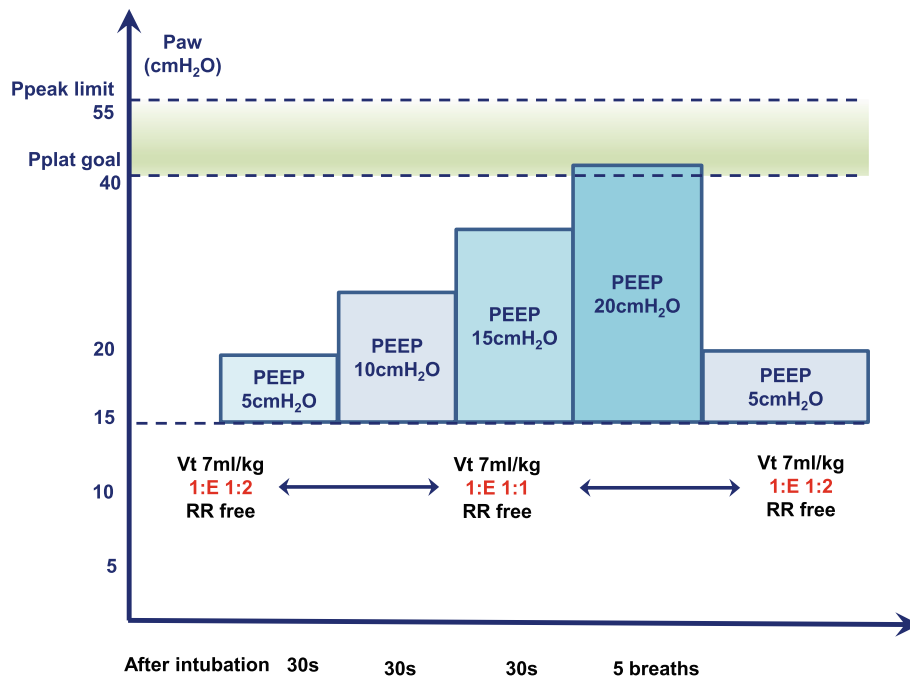 Paw
(cmH₂O)
Ppeak limit
55
Pplat goal
40
20
15
10
5
PEEP
5cmH₂O
PEEP
10cmH₂O
PEEP
15cmH₂O
PEEP
20cmH₂O
PEEP
5cmH₂O
Vt 7ml/kg
1:E 1:2
RR free
Vt 7ml/kg
1:E 1:1
RR free
Vt 7ml/kg
1:E 1:2
RR free
After intubation 30s 30s 30s 5 breaths